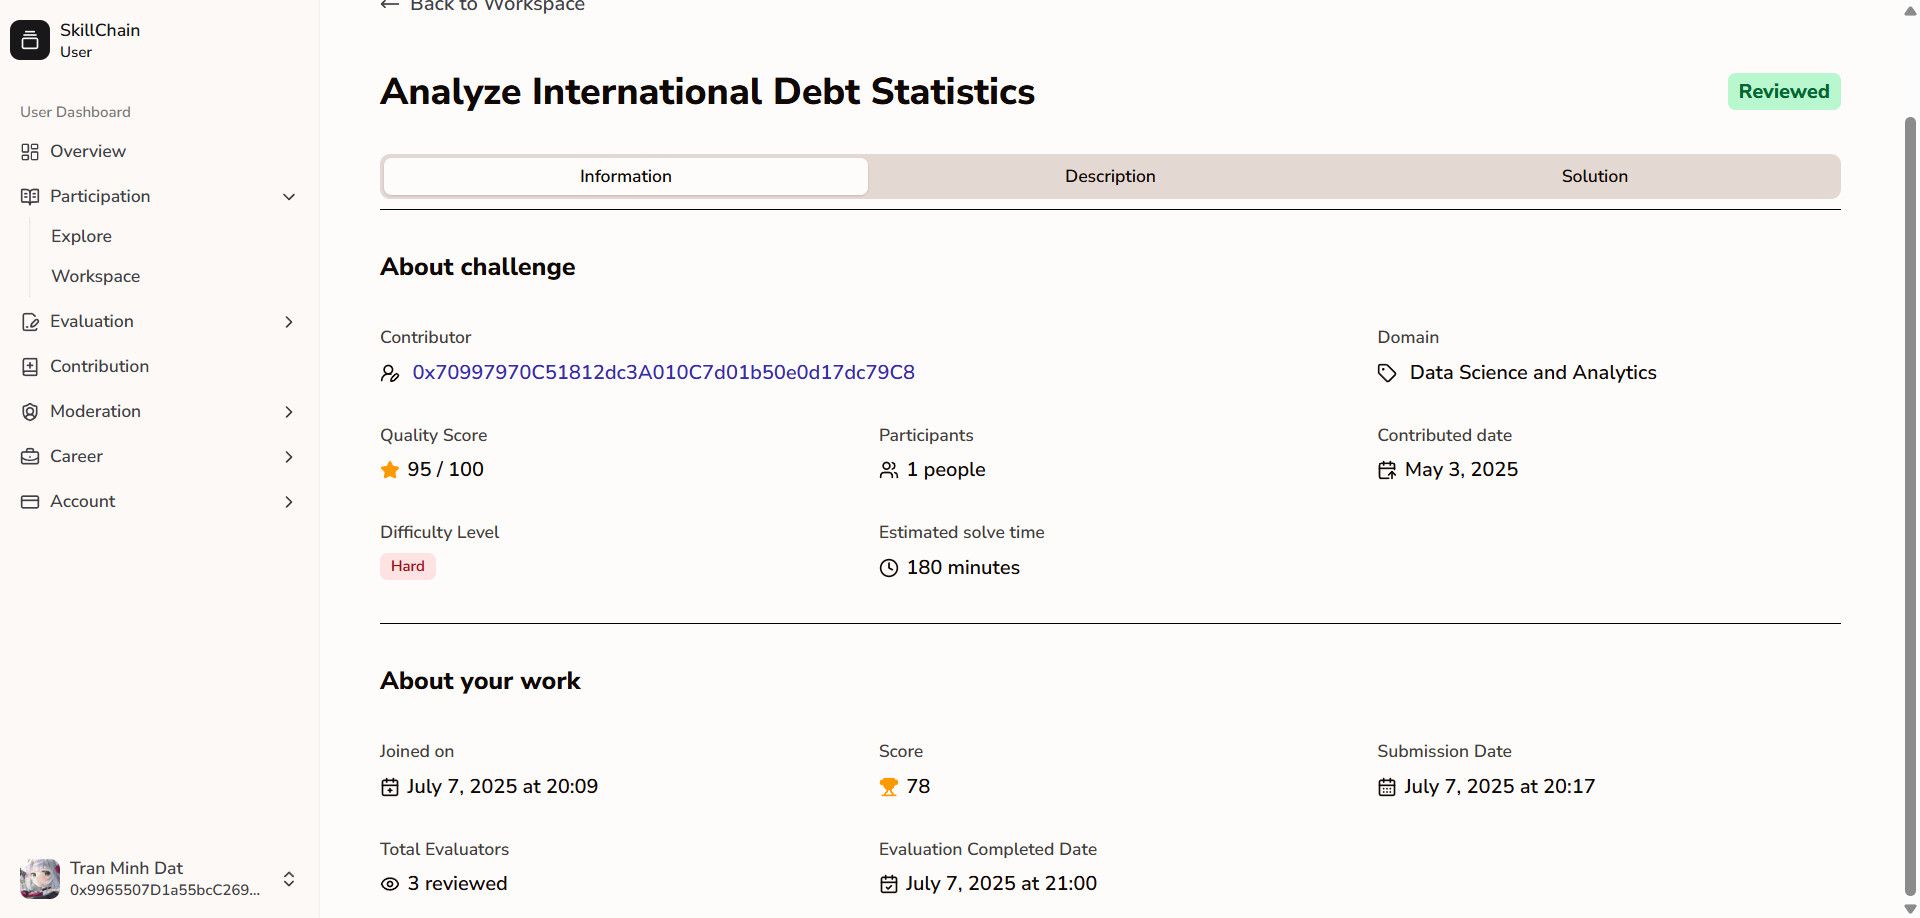 SkillChain
User
User Dashboard
Overview
Participation
Explore
Workspace
Evaluation
Contribution
Moderation
Career
Account
Tran Minh Dat
0x9965507D1a55bcC269...
Back to Workspace
Analyze International Debt Statistics
Reviewed
Information Description Solution
About challenge
Contributor Domain
0x70997970C51812dc3A010C7d01b50e0d17dc79C8 Data Science and Analytics
Quality Score Participants Contributed date
95 / 100 1 people May 3, 2025
Difficulty Level Estimated solve time
Hard 180 minutes
About your work
Joined on Score Submission Date
July 7, 2025 at 20:09 78 July 7, 2025 at 20:17
Total Evaluators Evaluation Completed Date
3 reviewed July 7, 2025 at 21:00